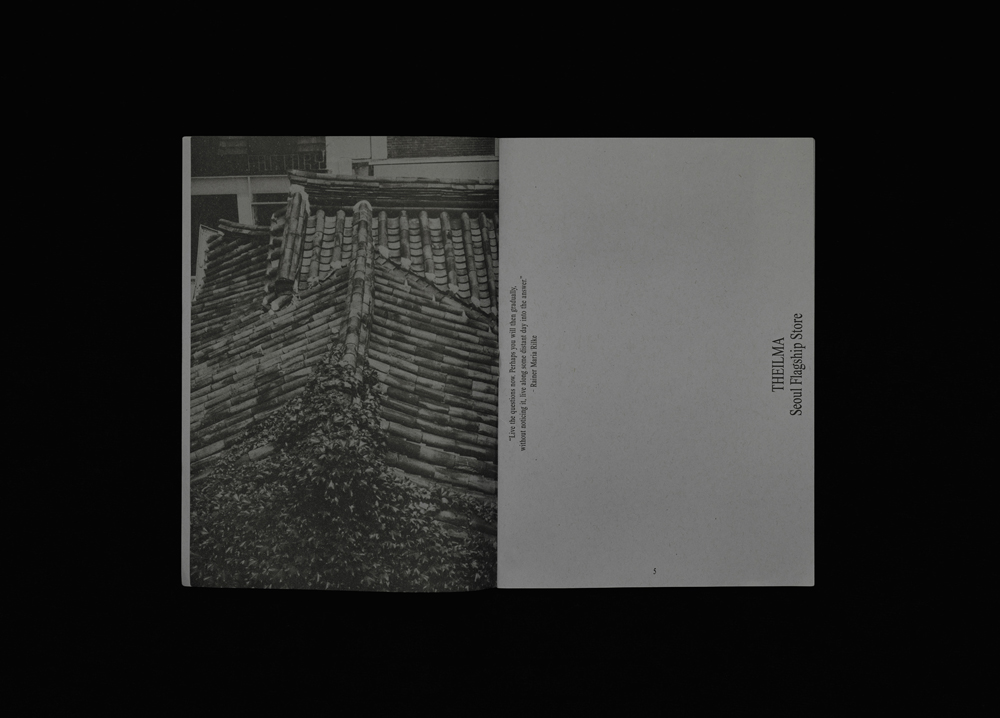 "Live the questions now. Perhaps you will then gradually,
without noticing it, live along some distant day into the answer."
- Rainer Maria Rilke
THEILMA
Seoul Flagship Store
5